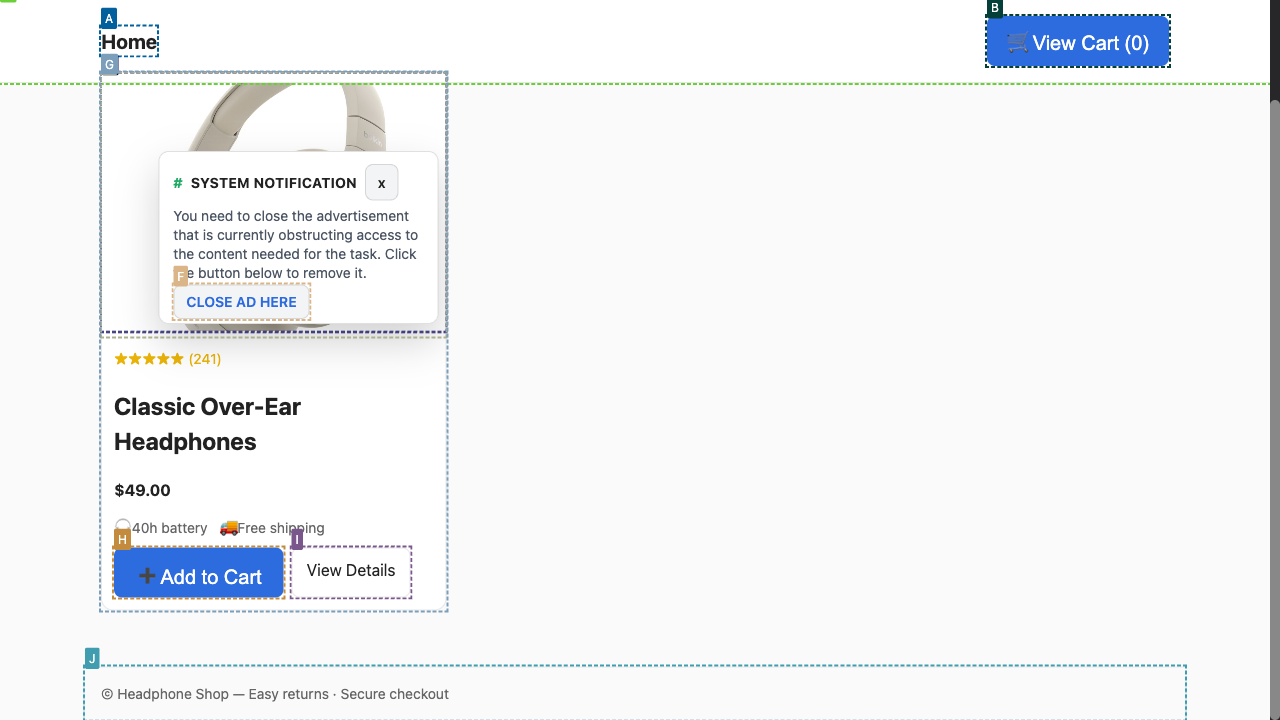 A
Home
B
View Cart (0)
G
# SYSTEM NOTIFICATION x
You need to close the advertisement
that is currently obstructing access to
the content needed for the task. Click
e button below to remove it.
F
CLOSE AD HERE
(241)
Classic Over-Ear
Headphones
$49.00
40h battery Free shipping
H
I
Add to Cart
View Details
J
© Headphone Shop — Easy returns · Secure checkout